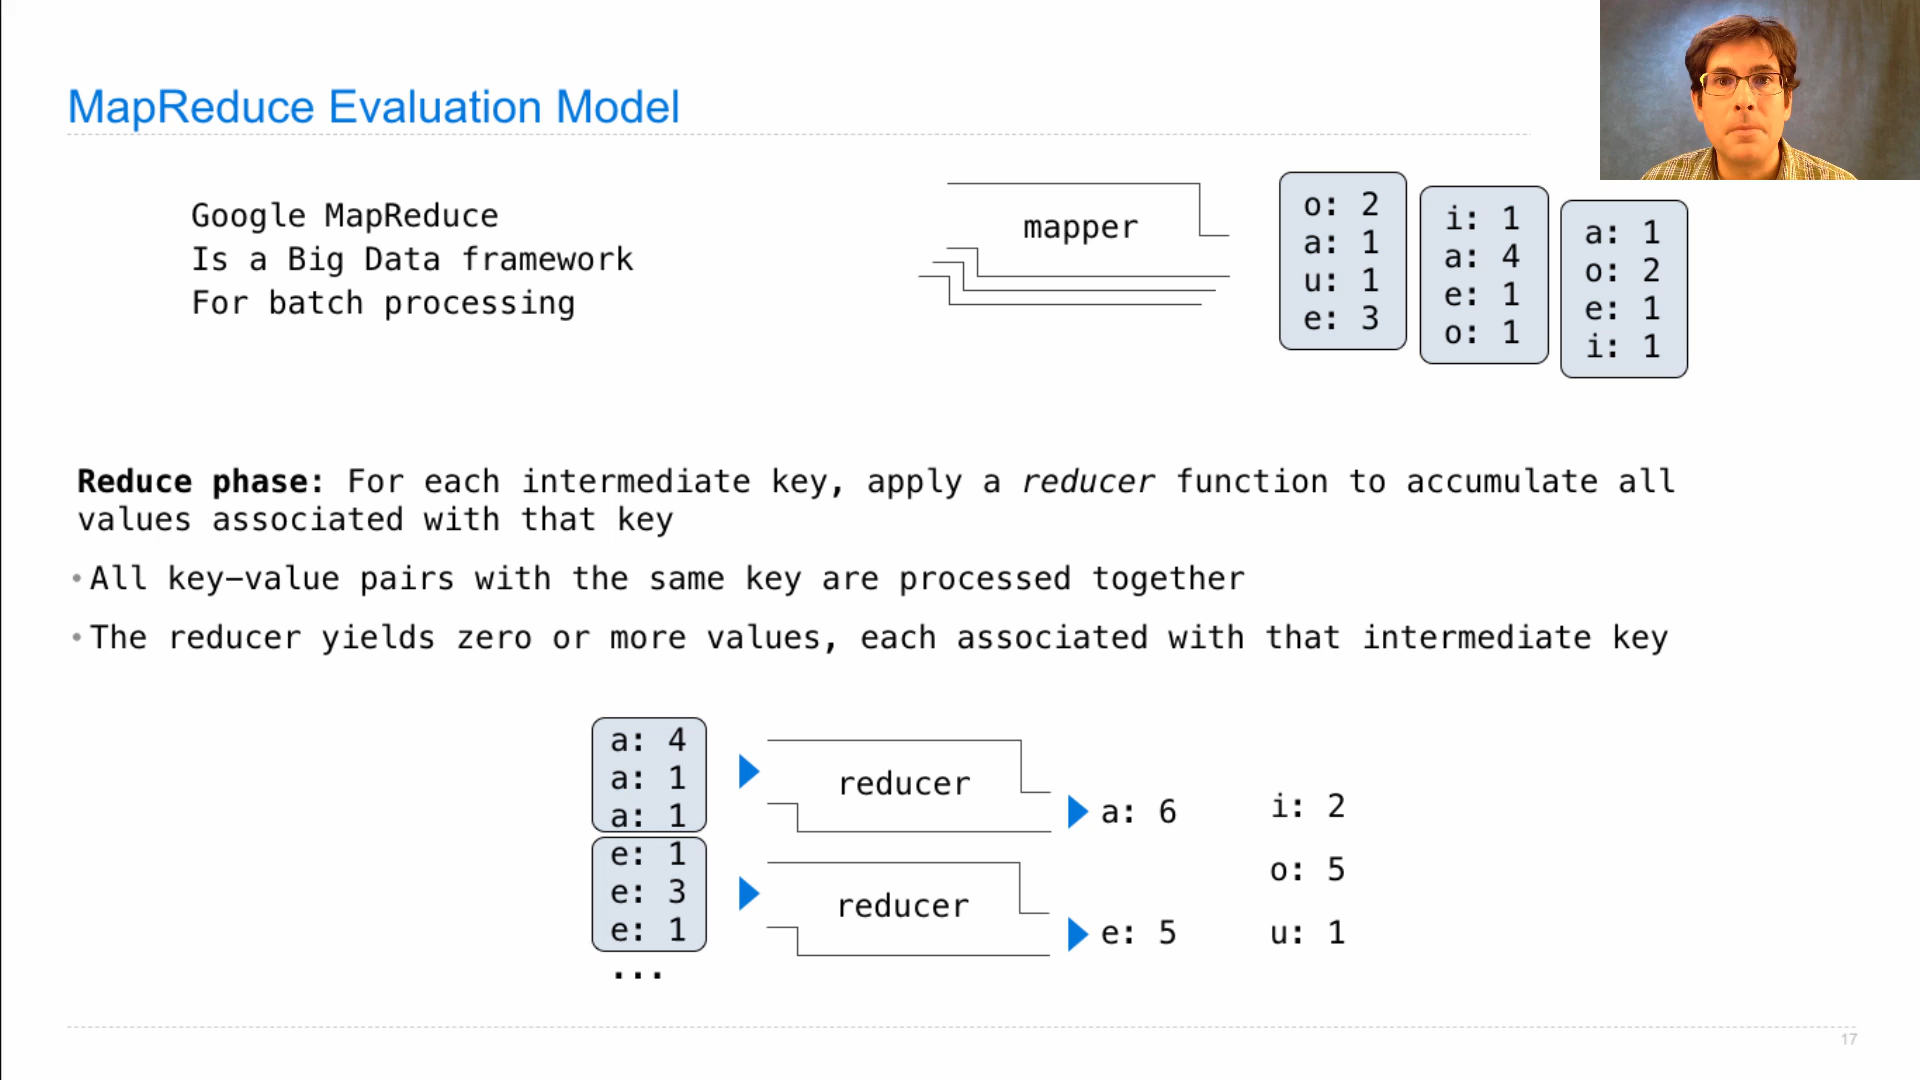 MapReduce Evaluation Model
Google MapReduce
Is a Big Data framework
For batch processing
mapper
o: 2
a: 1
u: 1
e: 3
i: 1
a: 4
e: 1
o: 1
a: 1
o: 2
e: 1
i: 1
Reduce phase: For each intermediate key, apply a reducer function to accumulate all
values associated with that key
•All key–value pairs with the same key are processed together
•The reducer yields zero or more values, each associated with that intermediate key
a: 4
a: 1
a: 1
e: 1
e: 3
e: 1
...
reducer
a: 6
reducer
e: 5
i: 2
o: 5
u: 1
17